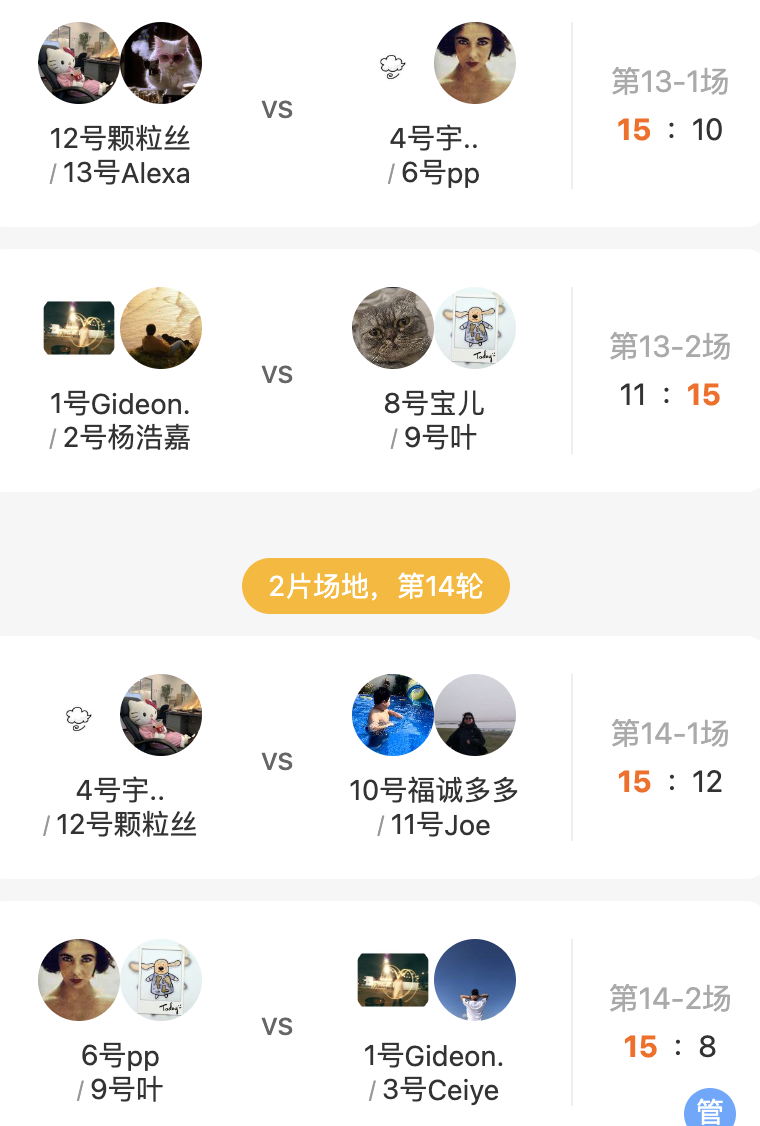 12号颗粒丝
/ 13号Alexa
vs
4号宇..
/ 6号pp
第13-1场
15 : 10
1号Gideon.
/ 2号杨浩嘉
vs
Today
8号宝儿
/ 9号叶
第13-2场
11 : 15
2片场地，第14轮
4号宇..
/ 12号颗粒丝
vs
10号福诚多多
/ 11号Joe
第14-1场
15 : 12
Today
6号pp
/ 9号叶
vs
1号Gideon.
/ 3号Ceiye
第14-2场
15 : 8
管